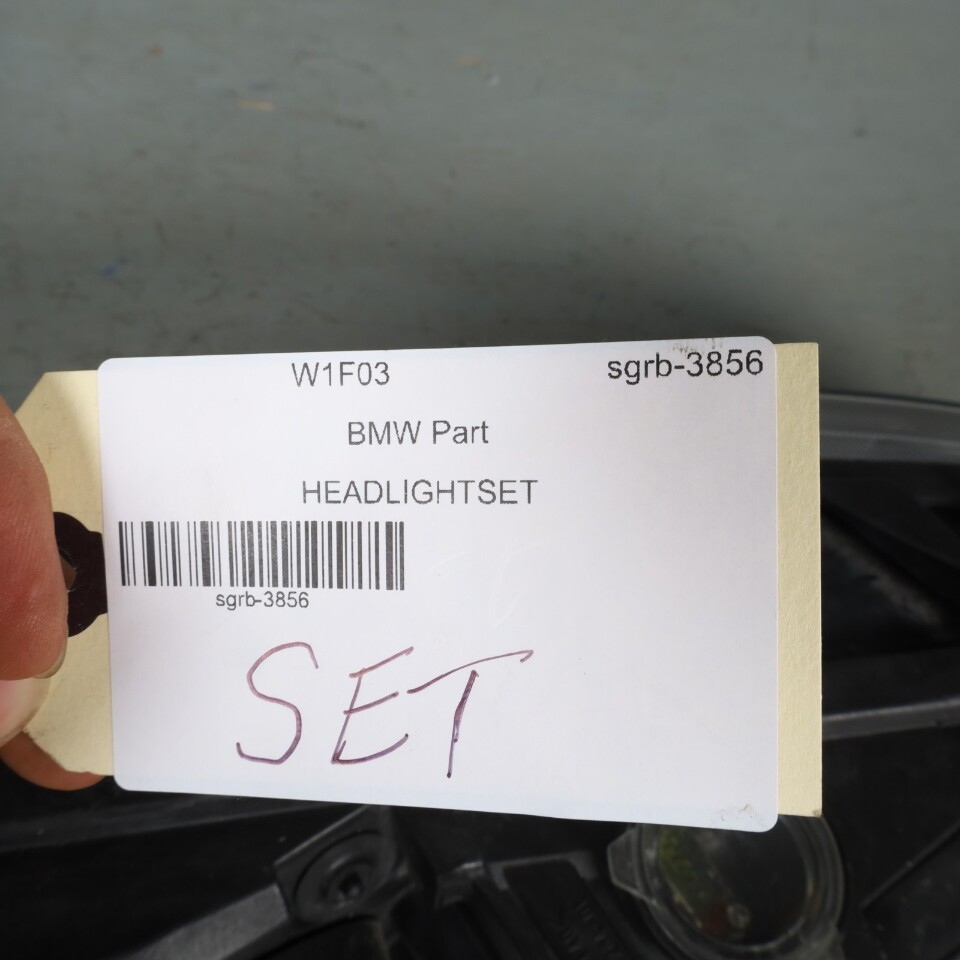 W1F03 sgrb-3856
BMW Part
HEADLIGHTSET
sgrb-3856
SET